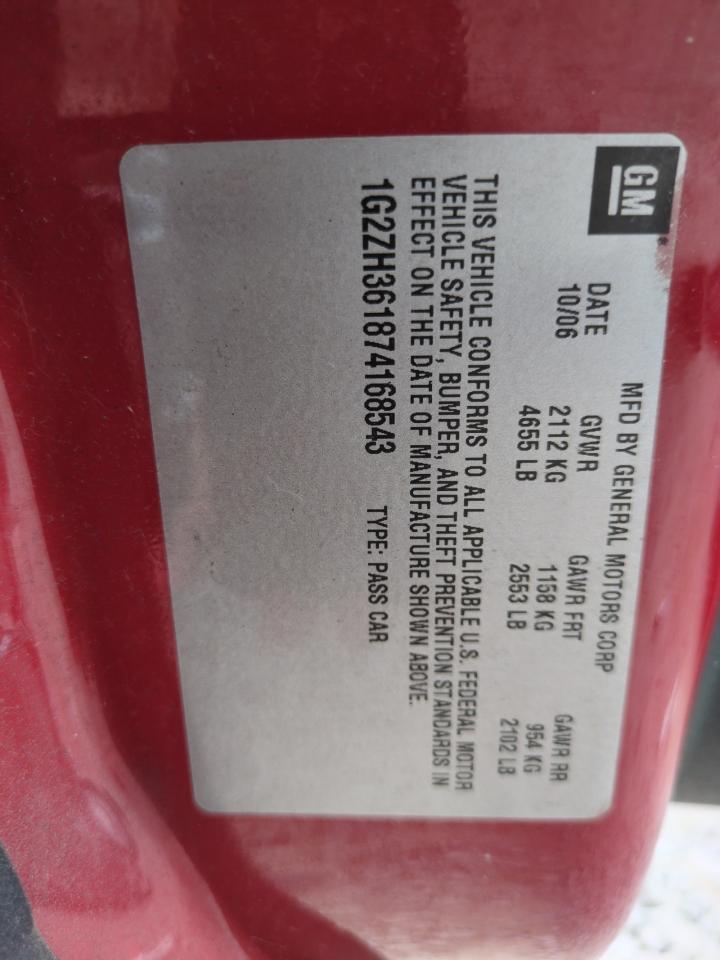 GM
MFD BY GENERAL MOTORS CORP
DATE GVWR GAWR FRT GAWR RR
10/06 2112 KG 1158 KG 954 KG
4655 LB 2553 LB 2102 LB
THIS VEHICLE CONFORMS TO ALL APPLICABLE U.S. FEDERAL MOTOR
VEHICLE SAFETY, BUMPER, AND THEFT PREVENTION STANDARDS IN
EFFECT ON THE DATE OF MANUFACTURE SHOWN ABOVE.
1G2ZH361874168543 TYPE: PASS CAR